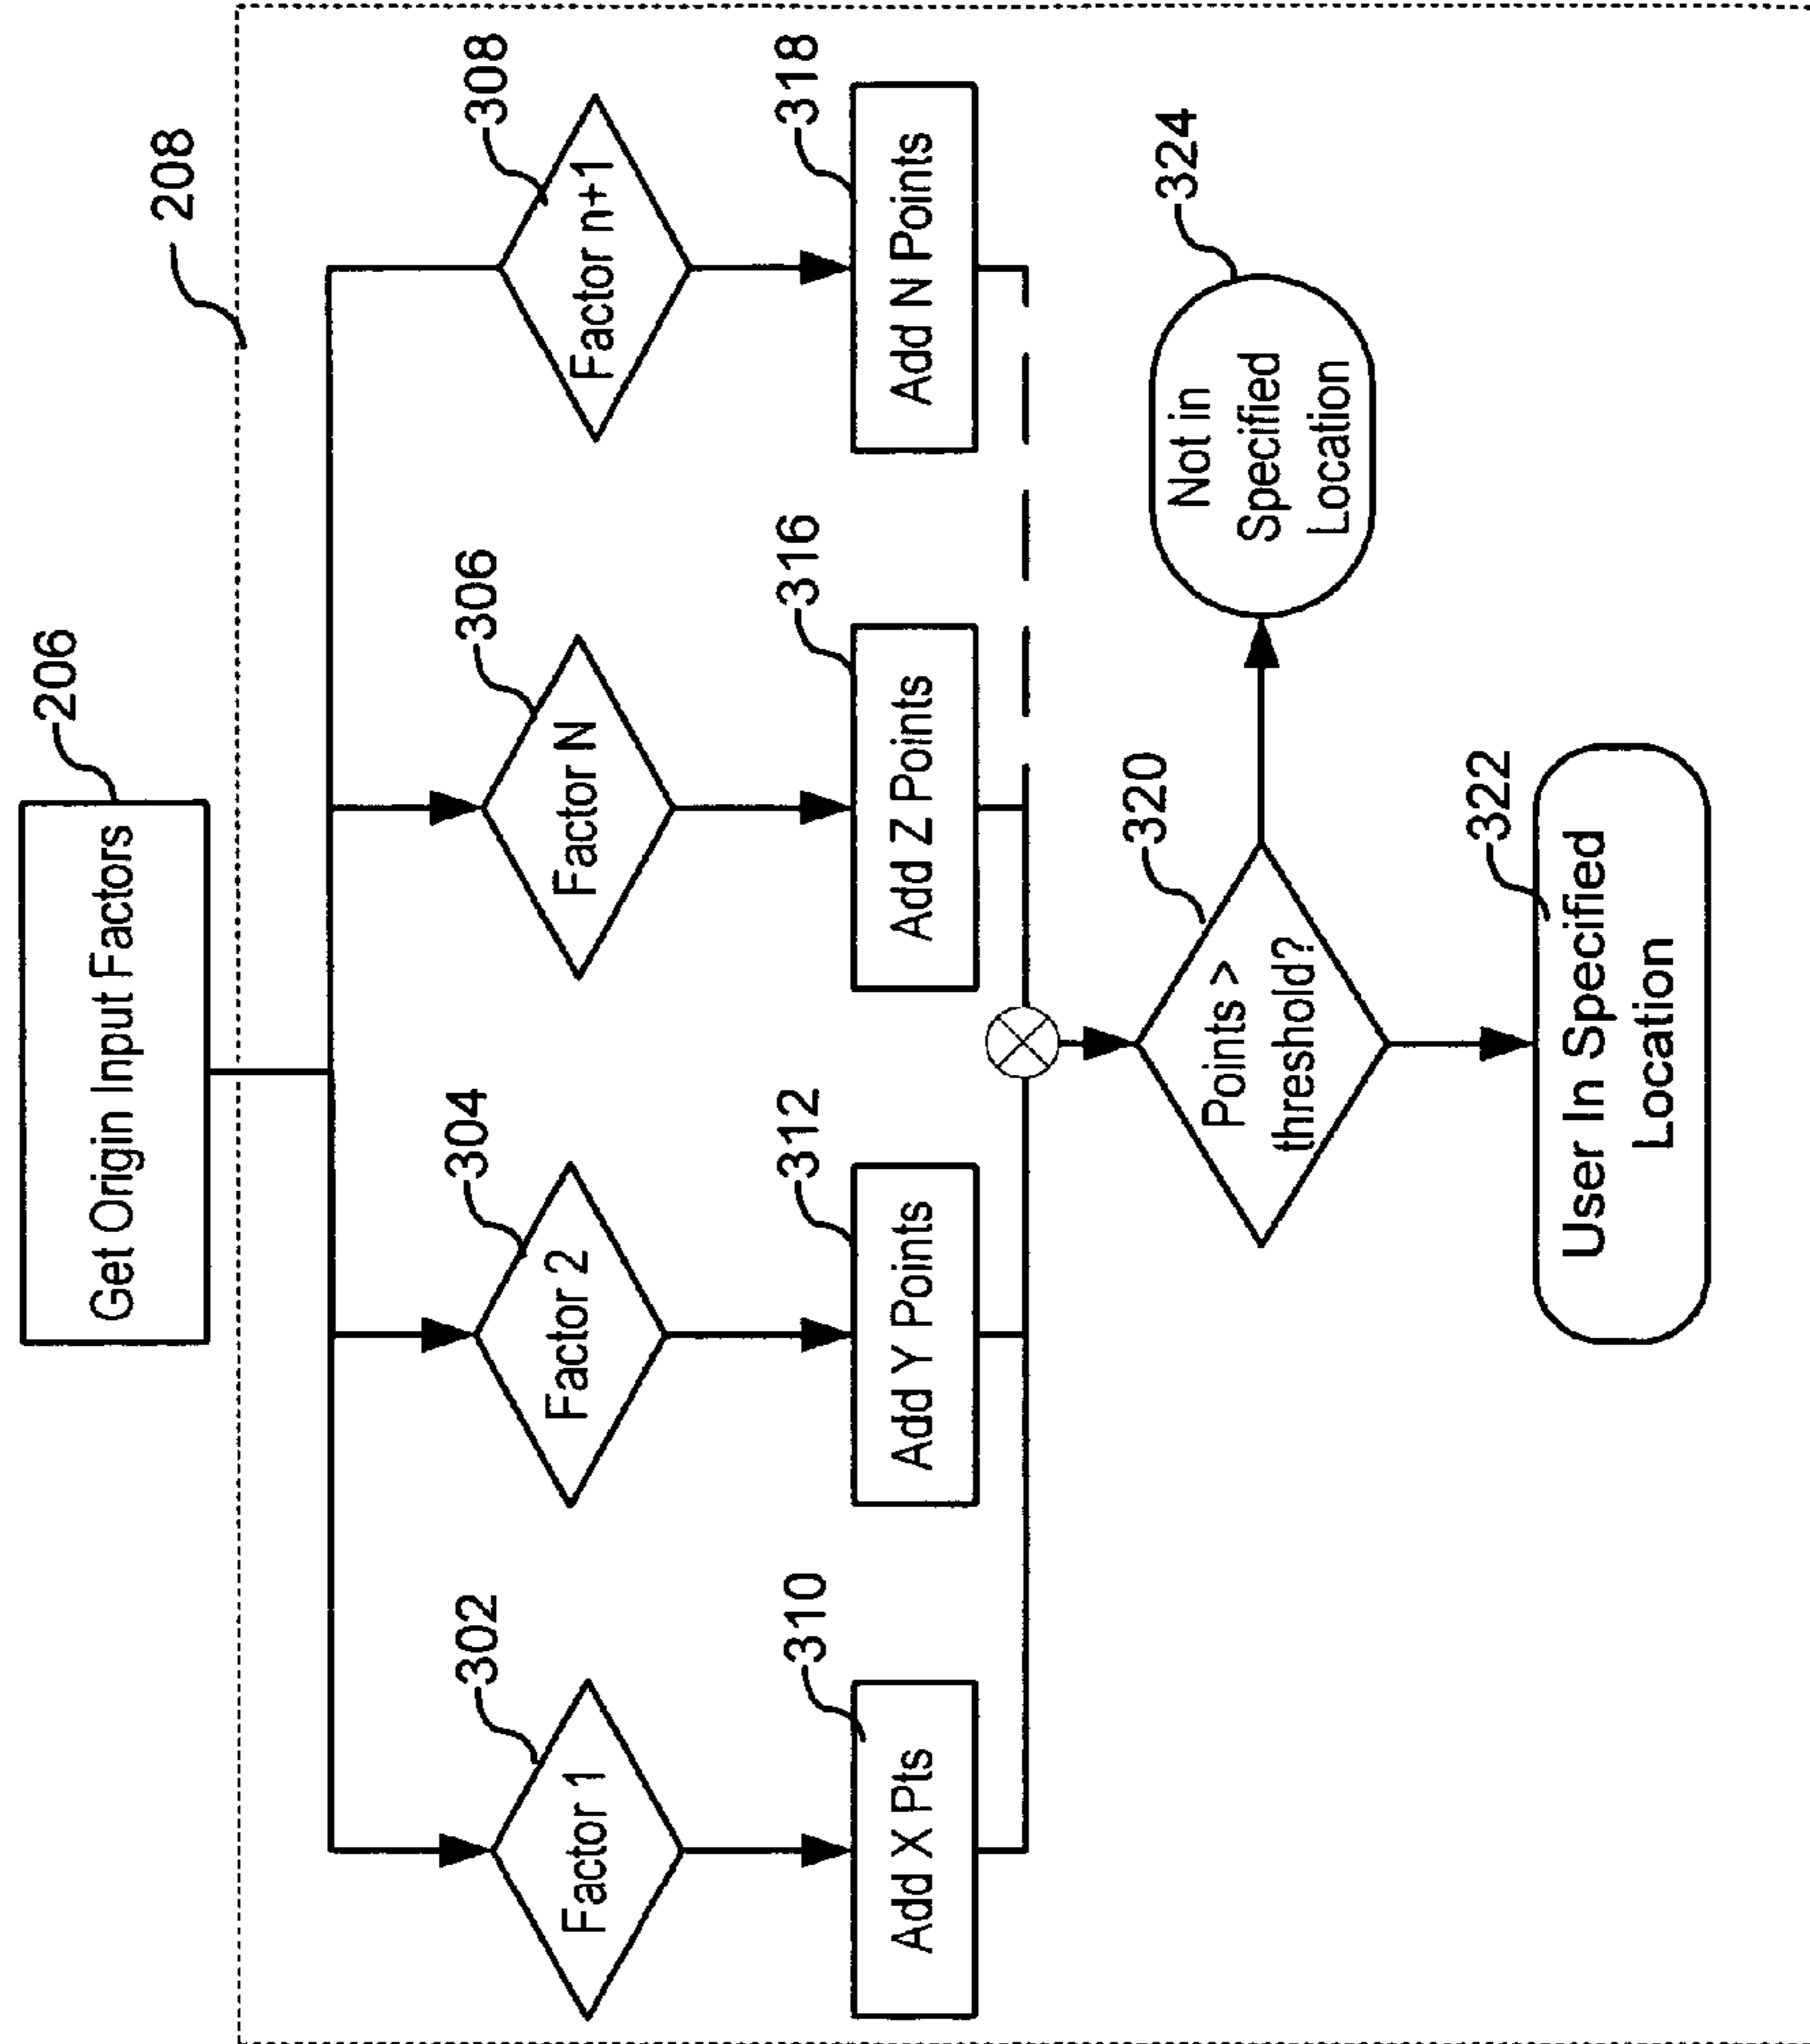 206
Get Origin Input Factors
208
302
304
306
308
Factor 1
Factor 2
Factor N
Factor n+1
310
312
316
318
Add X Pts
Add Y Points
Add Z Points
Add N Points
320
324
Points >
threshold?
Not in
Specified
Location
322
User In Specified
Location